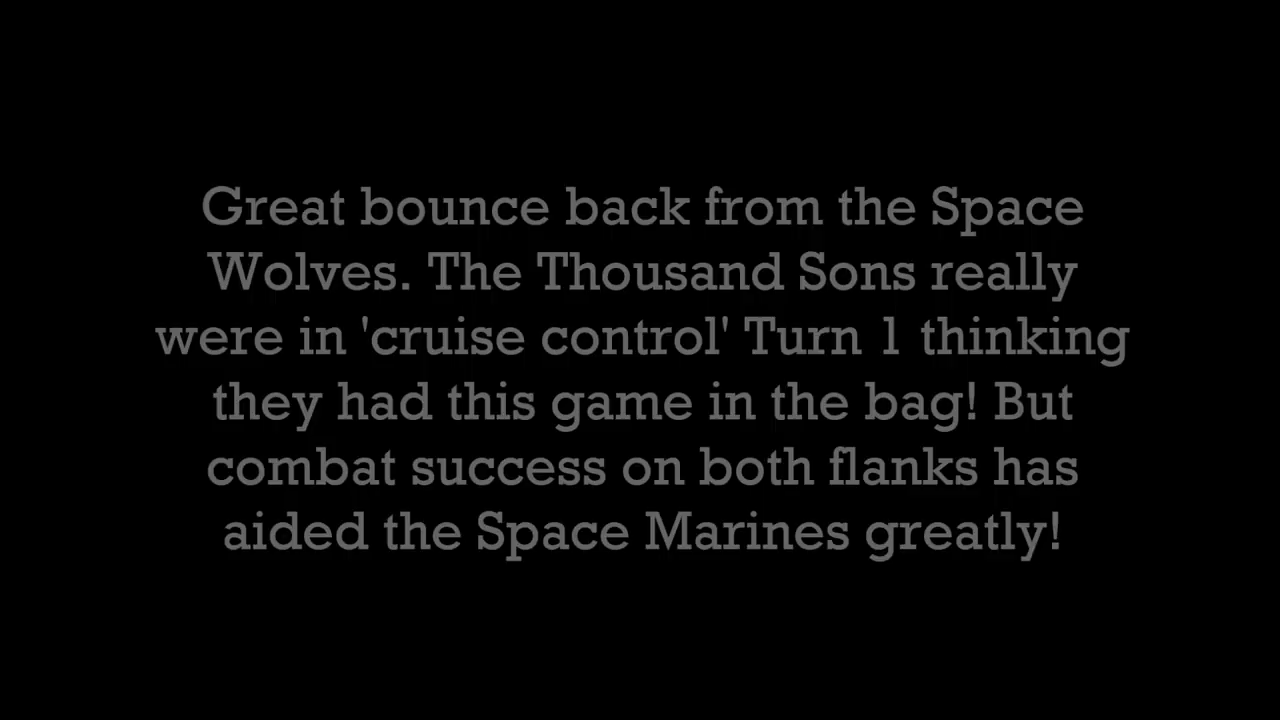 Great bounce back from the Space
Wolves. The Thousand Sons really
were in 'cruise control' Turn 1 thinking
they had this game in the bag! But
combat success on both flanks has
aided the Space Marines greatly!